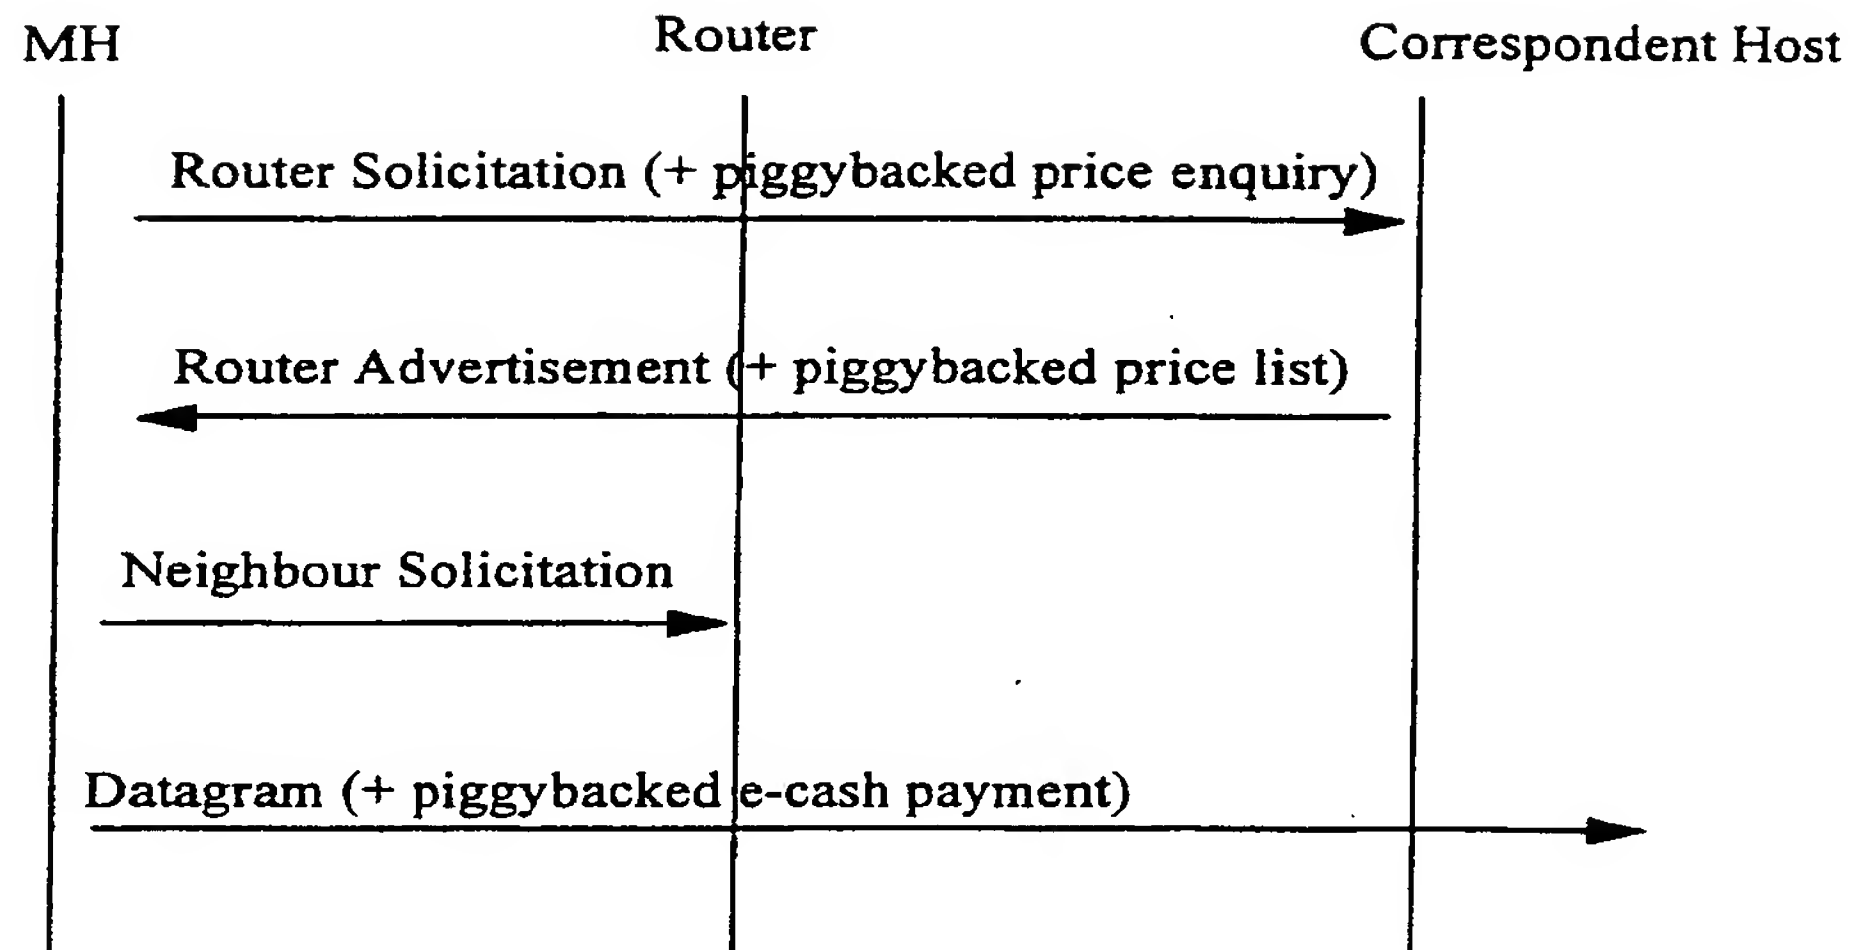 MH
Router
Correspondent Host
Router Solicitation (+ piggybacked price enquiry)
Router Advertisement (+ piggybacked price list)
Neighbour Solicitation
Datagram (+ piggybacked e-cash payment)